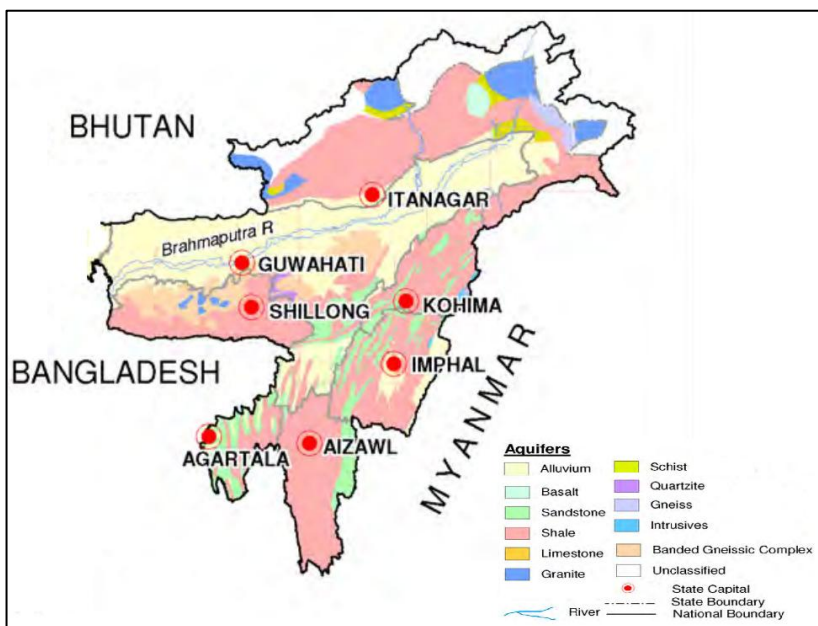 BHUTAN
ITANAGAR
Brahmaputra R
GUWAHATI
SHILLONG
KOHIMA
BANGLADESH
IMPHAL
MYANMAR
AGARTALA
AIZAWL
Aquifers
Alluvium
Basalt
Sandstone
Shale
Limestone
Granite
Schist
Quartzite
Gneiss
Intrusives
Banded Gneissic Complex
Unclassified
State Capital
State Boundary
River
National Boundary